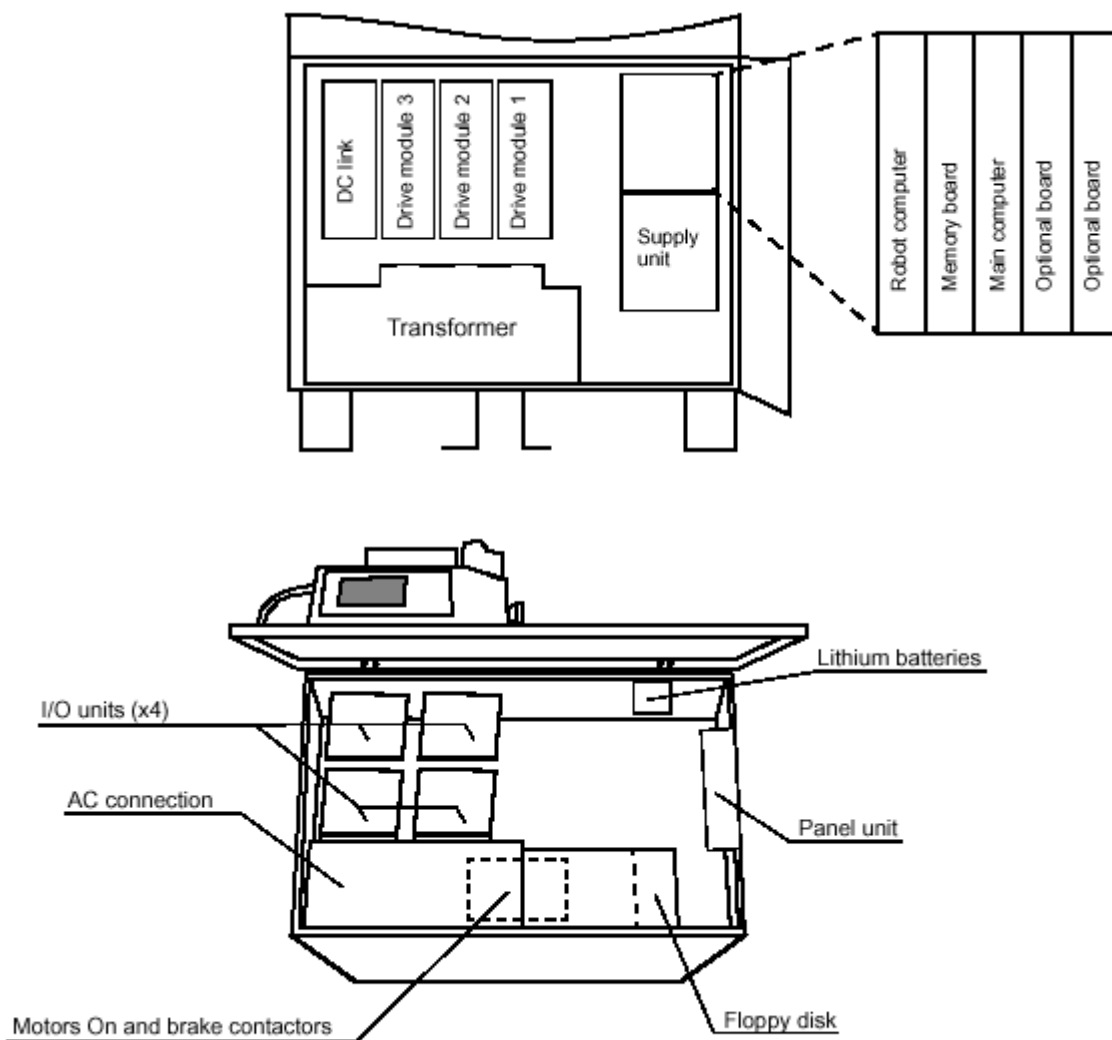 DC link
Drive module 3
Drive module 2
Drive module 1
Supply
unit
Transformer
Robot computer
Memory board
Main computer
Optional board
Optional board
Lithium batteries
I/O units (x4)
AC connection
Panel unit
Motors On and brake contactors
Floppy disk